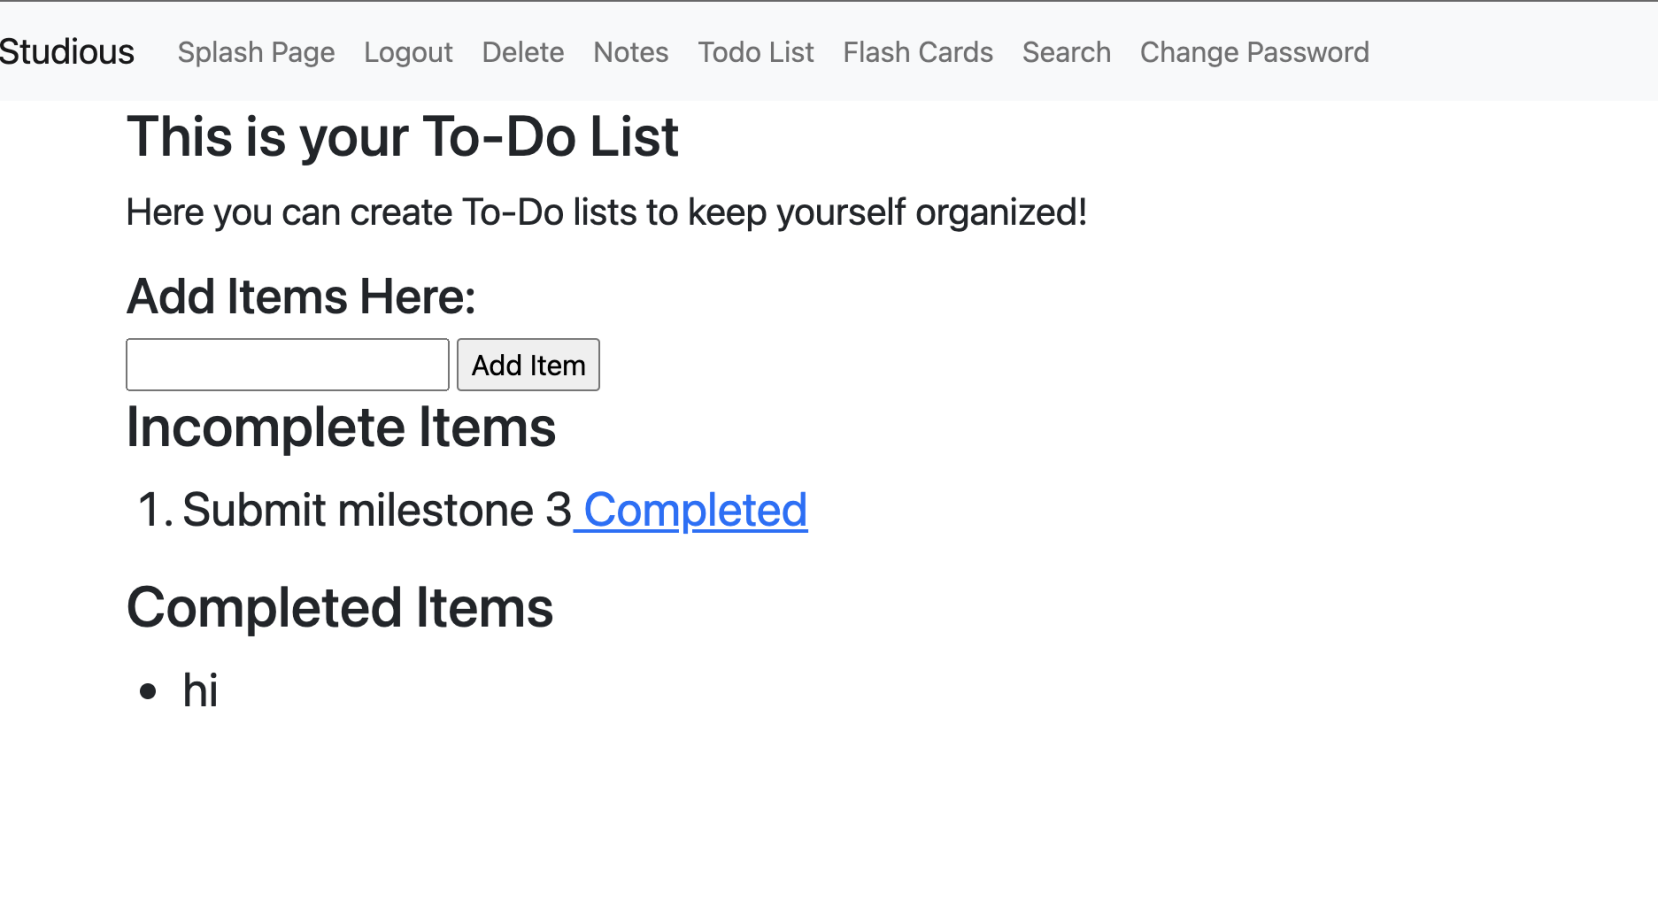 Studious Splash Page Logout Delete Notes Todo List Flash Cards Search Change Password
This is your To-Do List
Here you can create To-Do lists to keep yourself organized!
Add Items Here:
Add Item
Incomplete Items
1. Submit milestone 3 Completed
Completed Items
• hi